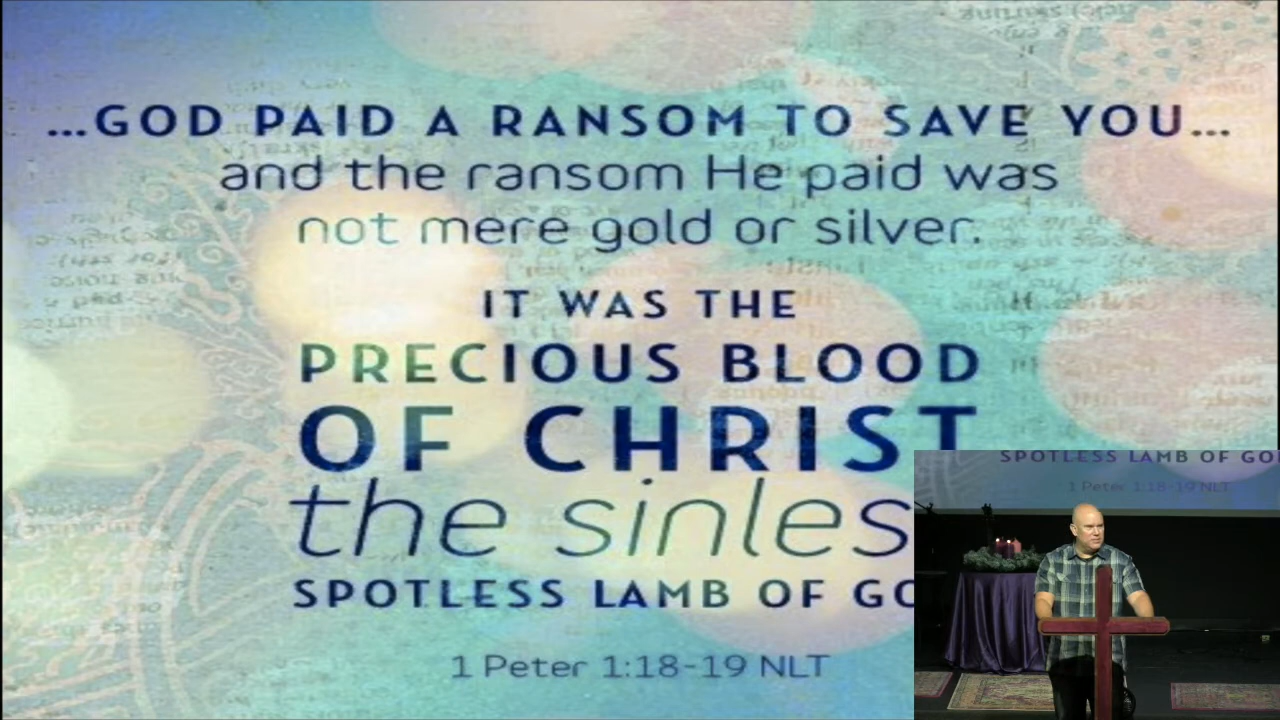 ...GOD PAID A RANSOM TO SAVE YOU...
and the ransom He paid was
not mere gold or silver.
IT WAS THE
PRECIOUS BLOOD
OF CHRIST
the sinles
SPOTLESS LAMB OF GO
1 Peter 1:18-19 NLT
SPOTLESS LAMB OF GO
1 Peter 1:18-19 NLT